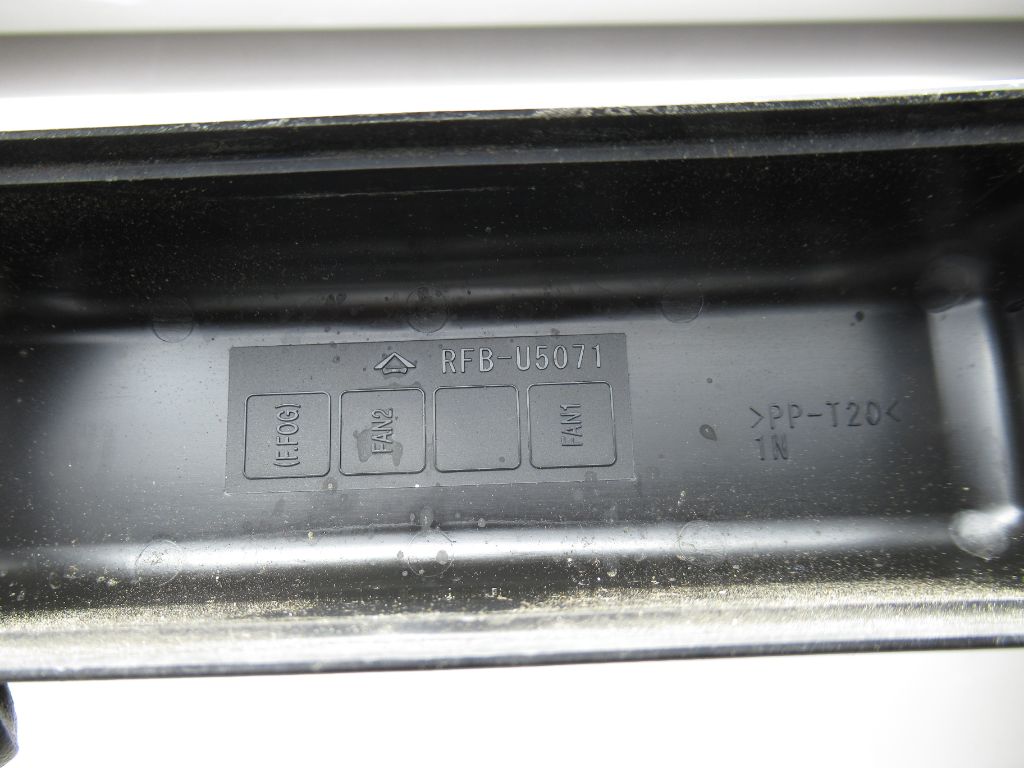 RFB-U5071
(F.FOG)
FAN2
FAN1
>PP-T20<
1N